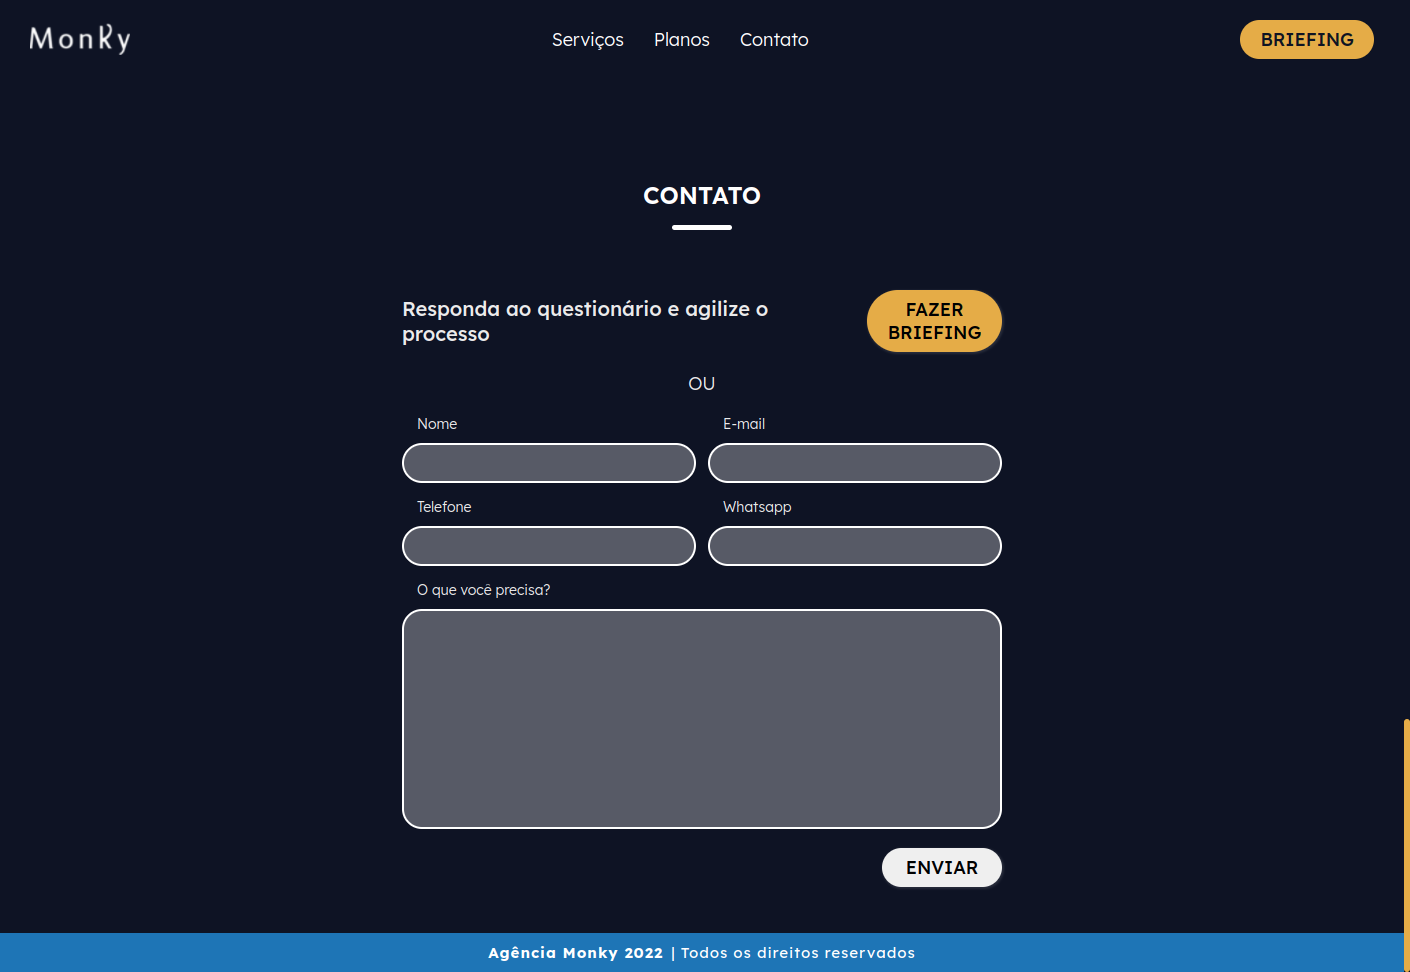 Monky
Serviços Planos Contato
BRIEFING
CONTATO
Responda ao questionário e agilize o
processo
FAZER
BRIEFING
OU
Nome
E-mail
Telefone
Whatsapp
O que você precisa?
ENVIAR
Agência Monky 2022 | Todos os direitos reservados